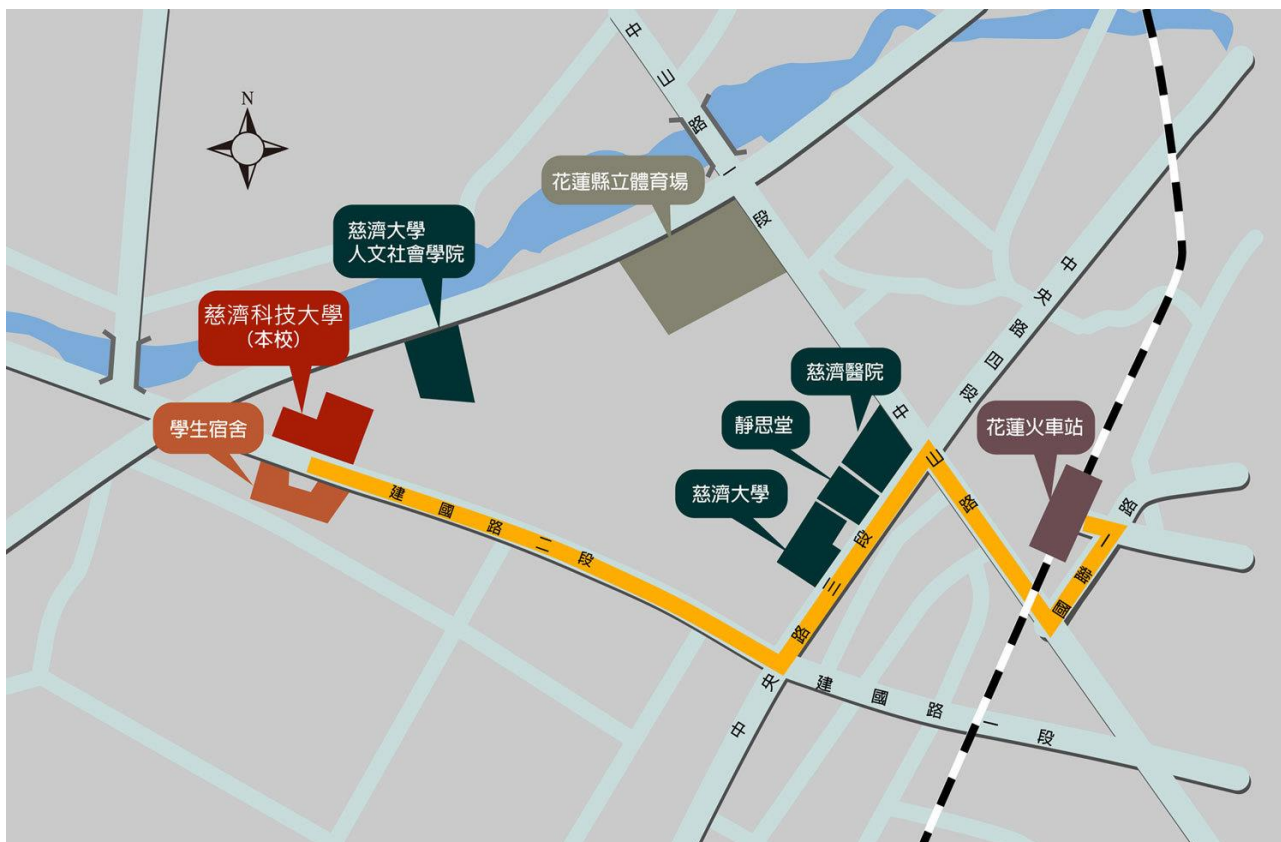 N
中山路一段
花蓮縣立體育場
慈濟大學
人文社會學院
慈濟科技大學
(本校)
學生宿舍
中央路四段
慈濟醫院
靜思堂
慈濟大學
花蓮火車站
中山路
國聯一路
中央路三段
建國路二段
建國路一段